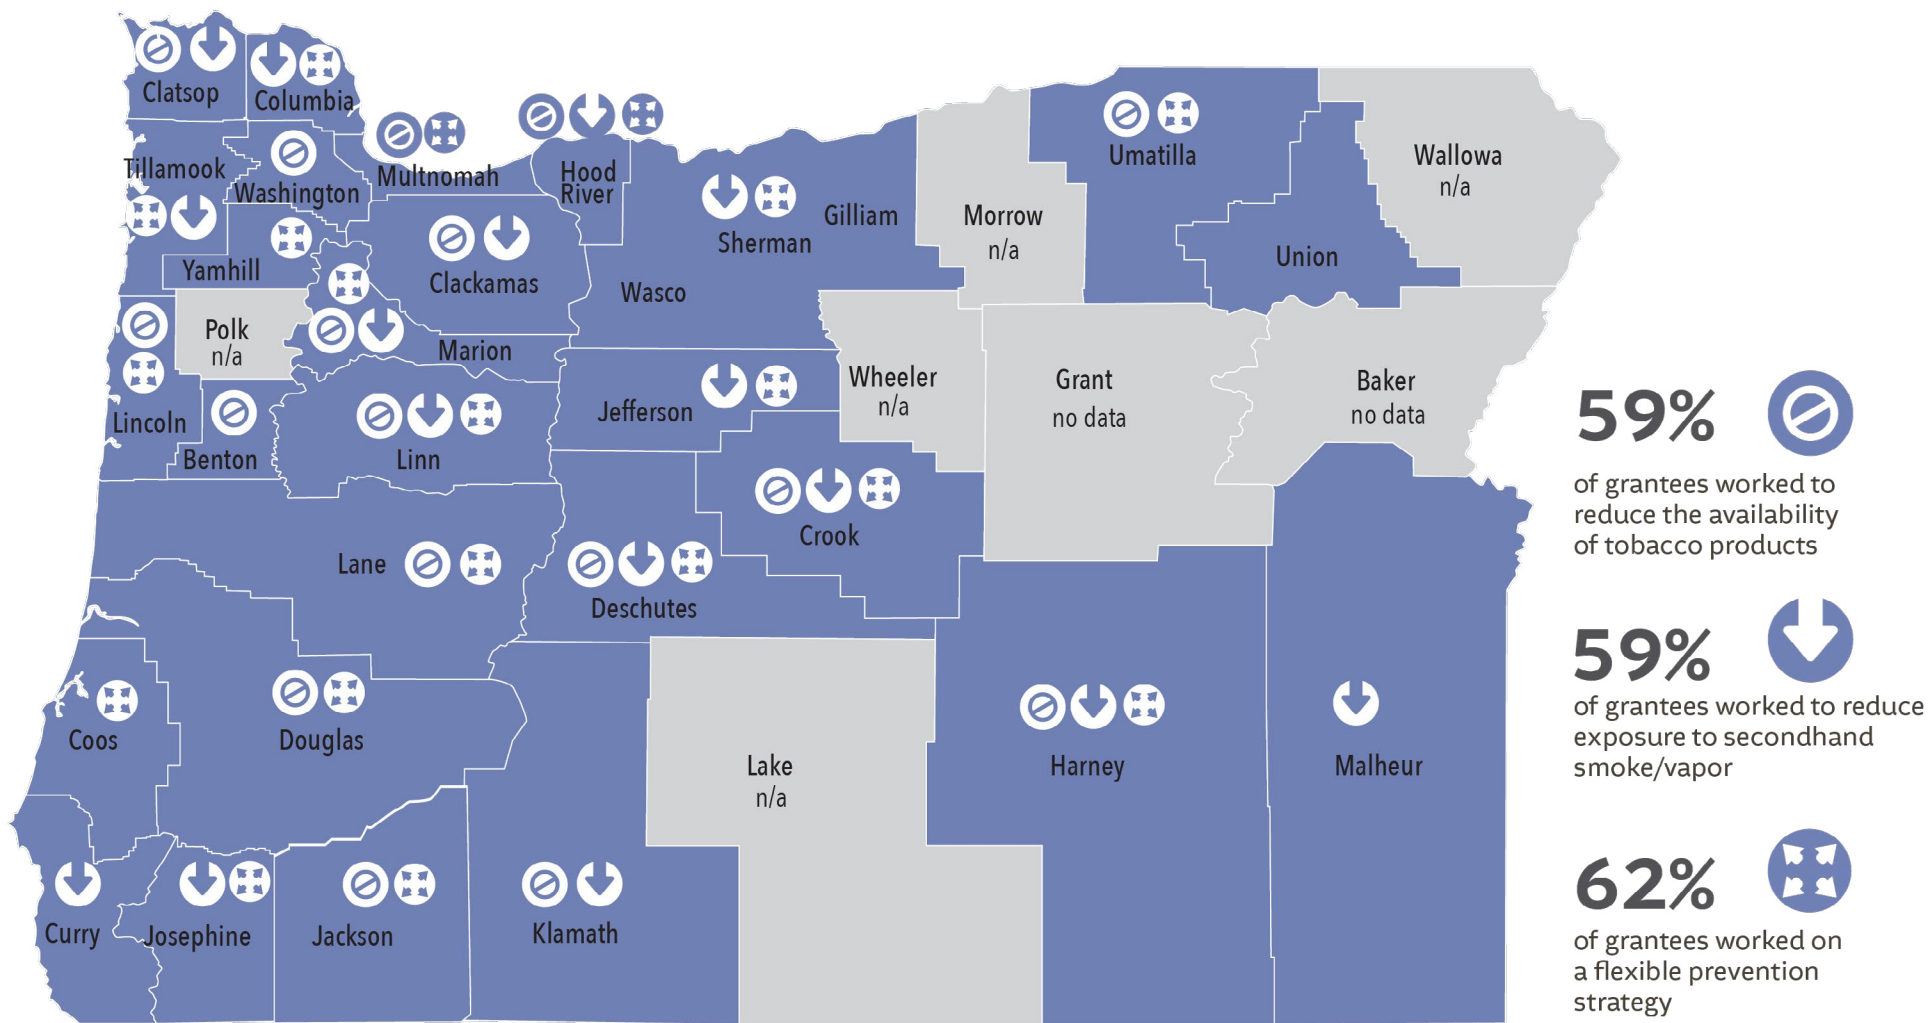 Clatsop
Columbia
Tillamook
Washington
Multnomah
Hood
River
Umatilla
Wallowa
n/a
Gilliam
Morrow
n/a
Sherman
Union
Yamhill
Clackamas
Wasco
Polk
n/a
Marion
Wheeler
n/a
Grant
no data
Baker
no data
Jefferson
Lincoln
Benton
Linn
Crook
Lane
Deschutes
Coos
Douglas
Lake
n/a
Harney
Malheur
Curry
Josephine
Jackson
Klamath
59%
of grantees worked to
reduce the availability
of tobacco products
59%
of grantees worked to reduce
exposure to secondhand
smoke/vapor
62%
of grantees worked on
a flexible prevention
strategy